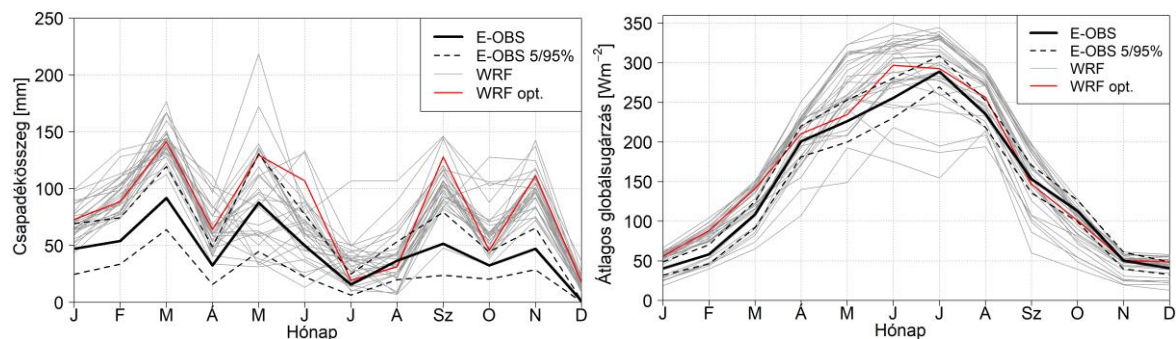 Csapadékösszeg [mm]
250
200
150
100
50
0
J F M Á M J J A Sz O N D
Hónap
E-OBS
E-OBS 5/95%
WRF
WRF opt.
Átlagos globálsugárzás [Wm⁻²]
350
300
250
200
150
100
50
0
J F M Á M J J A Sz O N D
Hónap
E-OBS
E-OBS 5/95%
WRF
WRF opt.